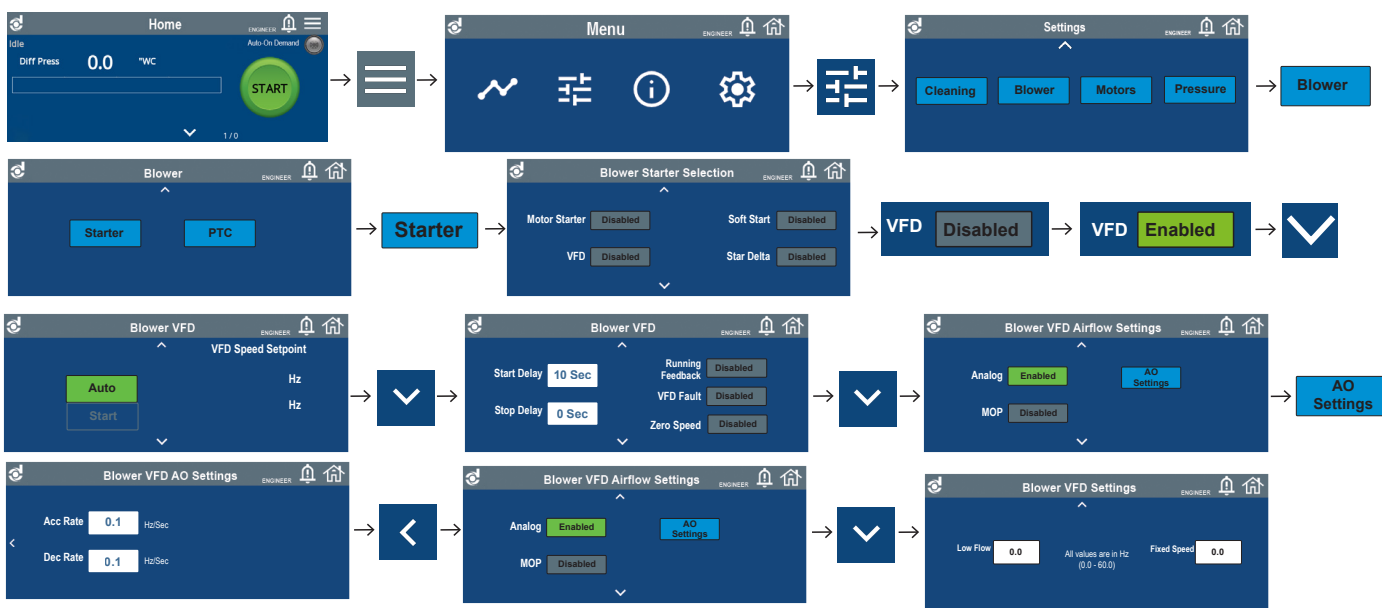 Home
ENGINEER
Idle
Auto-On Demand
Diff Press 0.0 "WC
START
1 / 0
Menu
ENGINEER
Settings
ENGINEER
Cleaning Blower Motors Pressure
Blower
Blower
ENGINEER
Starter PTC
Starter
Blower Starter Selection
ENGINEER
Motor Starter Disabled Soft Start Disabled
VFD Disabled Star Delta Disabled
VFD Disabled
VFD Enabled
Blower VFD
ENGINEER
VFD Speed Setpoint
Auto Hz
Start Hz
Blower VFD
ENGINEER
Start Delay 10 Sec
Stop Delay 0 Sec
Running
Feedback Disabled
VFD Fault Disabled
Zero Speed Disabled
Blower VFD Airflow Settings
ENGINEER
Analog Enabled
AO
Settings
MOP Disabled
AO
Settings
Blower VFD AO Settings
ENGINEER
Acc Rate 0.1 Hz/Sec
Dec Rate 0.1 Hz/Sec
Blower VFD Airflow Settings
ENGINEER
Analog Enabled
AO
Settings
MOP Disabled
Blower VFD Settings
ENGINEER
Low Flow 0.0
All values are in Hz
(0.0 - 60.0)
Fixed Speed 0.0